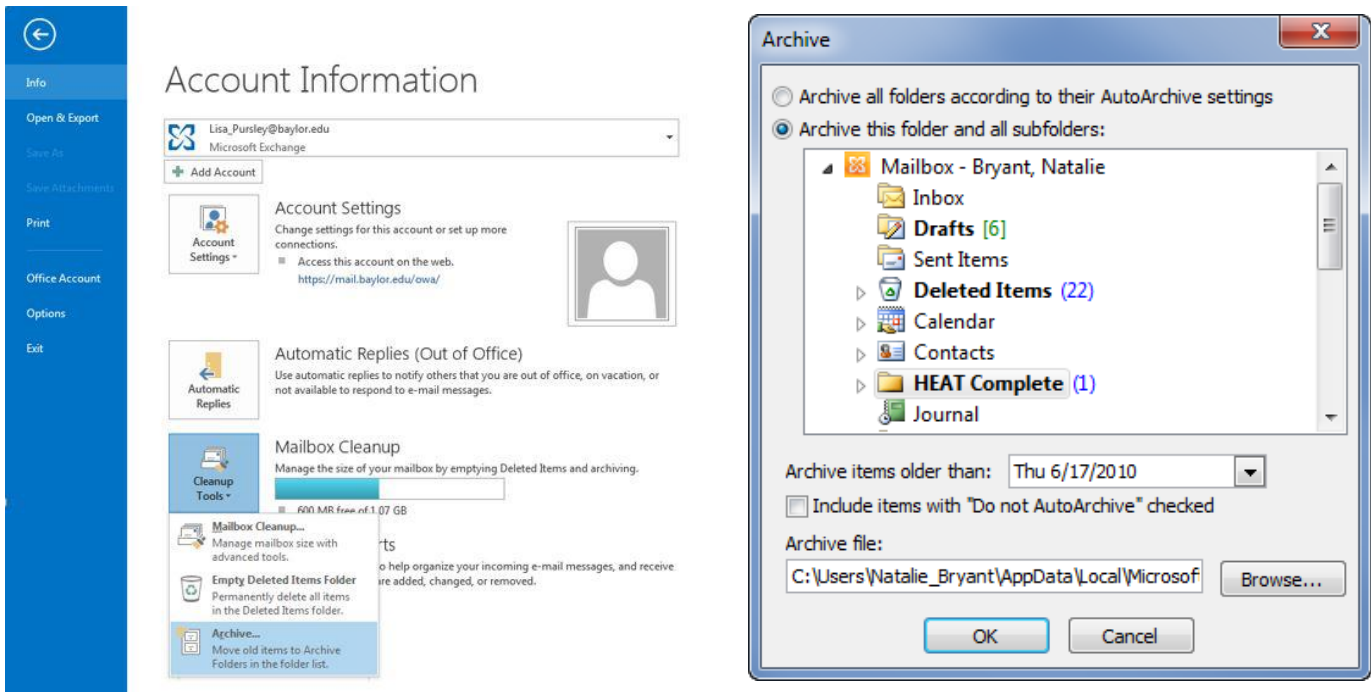 Info
Open & Export
Save As
Save Attachments
Print
Office Account
Options
Exit
Account Information
Lisa_Pursley@baylor.edu
Microsoft Exchange
Add Account
Account
Settings
Account Settings
Change settings for this account or set up more
connections.
Access this account on the web.
https://mail.baylor.edu/owa/
Automatic
Replies
Automatic Replies (Out of Office)
Use automatic replies to notify others that you are out of office, on vacation, or
not available to respond to e-mail messages.
Cleanup
Tools
Mailbox Cleanup
Manage the size of your mailbox by emptying Deleted Items and archiving.
600 MB free of 1.07 GB
Mailbox Cleanup...
Manage mailbox size with
advanced tools.
Empty Deleted Items Folder
Permanently delete all items
in the Deleted Items folder.
Archive...
Move old items to Archive
Folders in the folder list.
rts
o help organize your incoming e-mail messages, and receive
are added, changed, or removed.
Archive
Archive all folders according to their AutoArchive settings
Archive this folder and all subfolders:
Mailbox - Bryant, Natalie
Inbox
Drafts [6]
Sent Items
Deleted Items (22)
Calendar
Contacts
HEAT Complete (1)
Journal
Archive items older than: Thu 6/17/2010
Include items with "Do not AutoArchive" checked
Archive file:
C:\Users\Natalie_Bryant\AppData\Local\Microsof
Browse...
OK
Cancel